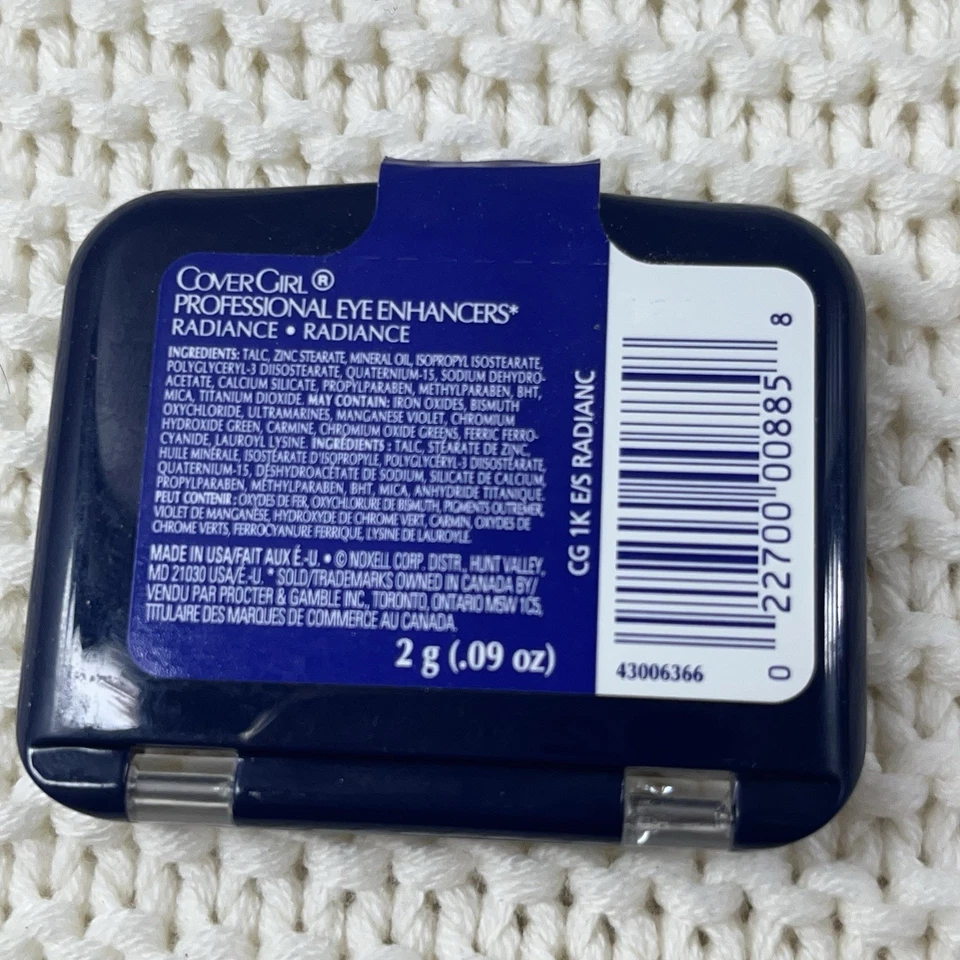 COVERGIRL ®
PROFESSIONAL EYE ENHANCERS*
RADIANCE • RADIANCE
INGREDIENTS: TALC, ZINC STEARATE, MINERAL OIL, ISOPROPYL ISOSTEARATE,
POLYGLYCERYL-3 DIISOSTEARATE, QUATERNIUM-15, SODIUM DEHYDRO-
ACETATE, CALCIUM SILICATE, PROPYLPARABEN, METHYLPARABEN, BHT,
MICA, TITANIUM DIOXIDE. MAY CONTAIN: IRON OXIDES, BISMUTH
OXYCHLORIDE, ULTRAMARINES, MANGANESE VIOLET, CHROMIUM
HYDROXIDE GREEN, CARMINE, CHROMIUM OXIDE GREENS, FERRIC FERRO-
CYANIDE, LAUROYL LYSINE. INGRÉDIENTS : TALC, STÉARATE DE ZINC,
HUILE MINÉRALE, ISOSTÉARATE D'ISOPROPYLE, POLYGLYCÉRYL-3 DIISOSTÉARATE,
QUATERNIUM-15, DÉSHYDROACÉTATE DE SODIUM, SILICATE DE CALCIUM,
PROPYLPARABEN, MÉTHYLPARABEN, BHT, MICA, ANHYDRIDE TITANIQUE.
PEUT CONTENIR : OXYDES DE FER, OXYCHLORURE DE BISMUTH, PIGMENTS OUTREMER,
VIOLET DE MANGANÈSE, HYDROXYDE DE CHROME VERT, CARMIN, OXYDES DE
CHROME VERTS, FERROCYANURE FERRIQUE, LYSINE DE LAUROYLE.
MADE IN USA/FAIT AUX É.-U. • © NOXELL CORP. DISTR., HUNT VALLEY,
MD 21030 USA/É.-U. * SOLD/TRADEMARKS OWNED IN CANADA BY/
VENDU PAR PROCTER & GAMBLE INC., TORONTO, ONTARIO M5W 1C5,
TITULAIRE DES MARQUES DE COMMERCE AU CANADA.
2 g (.09 oz)
CG 1K E/S RADIANC
0 22700 00885 8
43006366